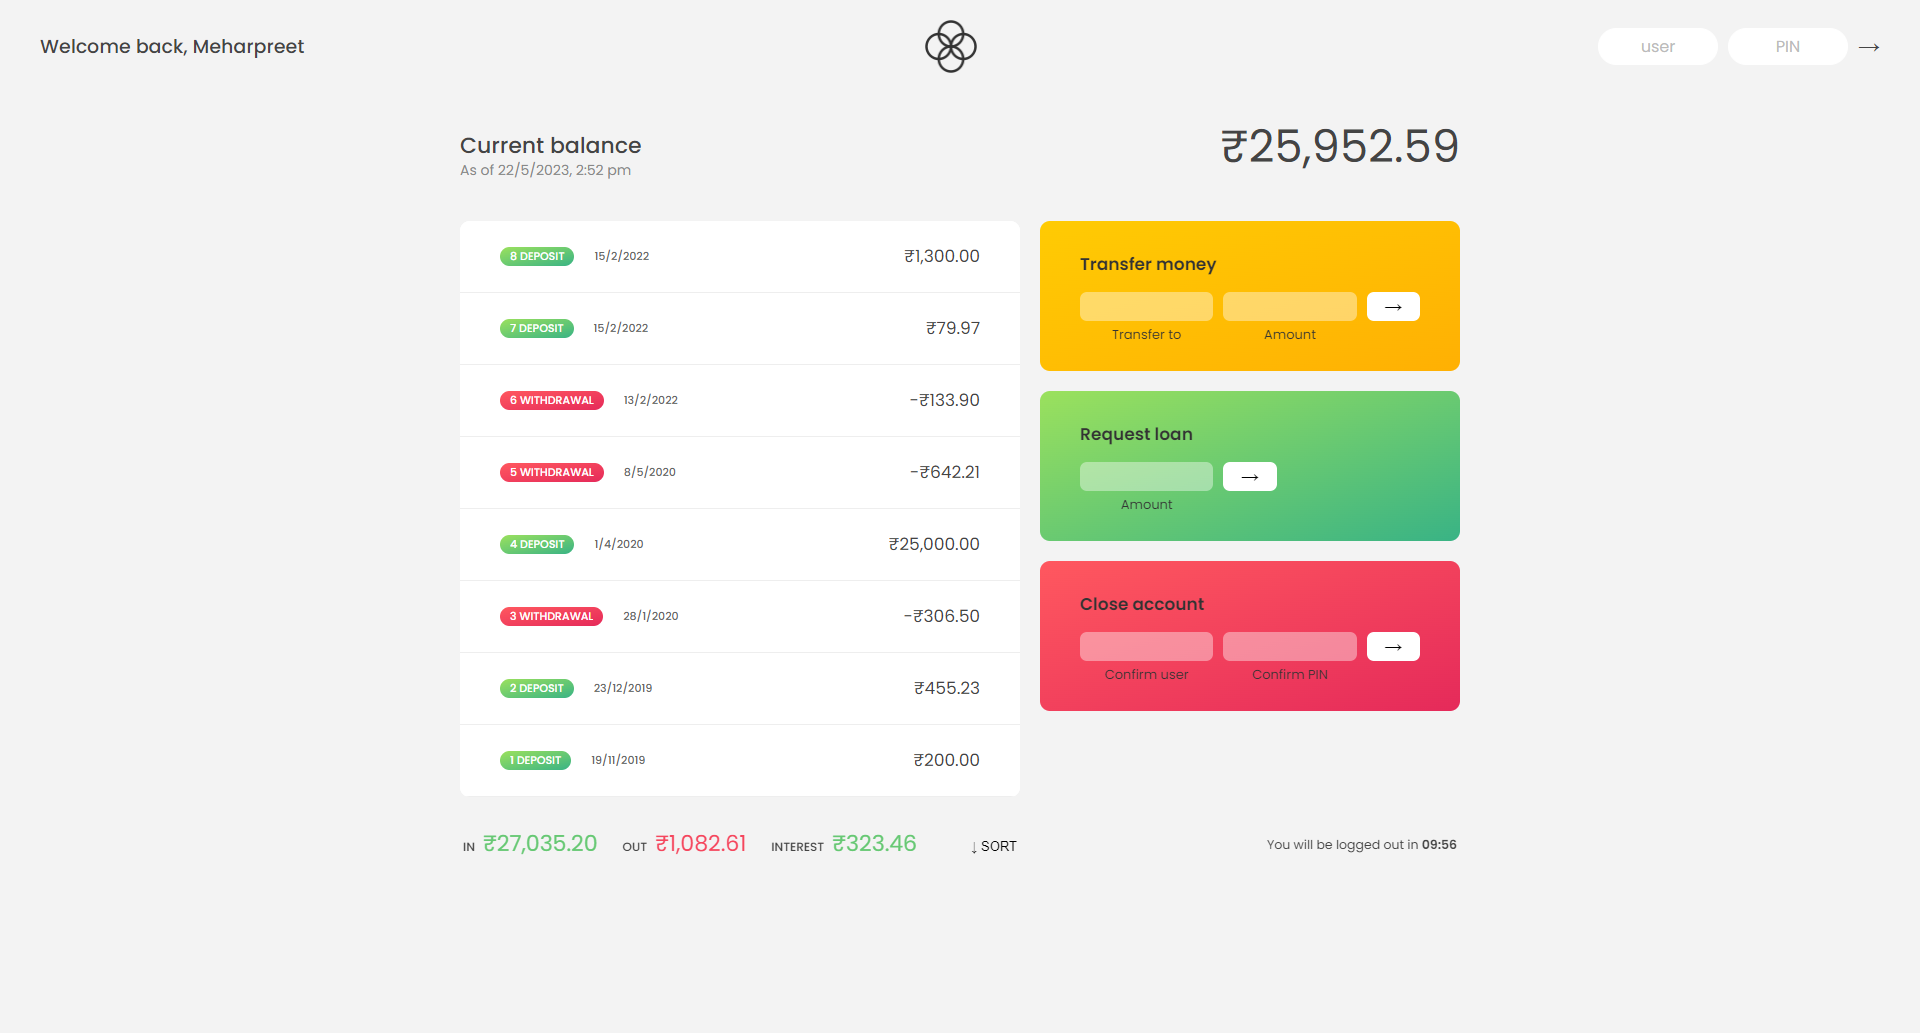 Welcome back, Meharpreet
user PIN →
Current balance
As of 22/5/2023, 2:52 pm
₹25,952.59
8 DEPOSIT 15/2/2022 ₹1,300.00
7 DEPOSIT 15/2/2022 ₹79.97
6 WITHDRAWAL 13/2/2022 -₹133.90
5 WITHDRAWAL 8/5/2020 -₹642.21
4 DEPOSIT 1/4/2020 ₹25,000.00
3 WITHDRAWAL 28/1/2020 -₹306.50
2 DEPOSIT 23/12/2019 ₹455.23
1 DEPOSIT 19/11/2019 ₹200.00
Transfer money
→
Transfer to Amount
Request loan
→
Amount
Close account
→
Confirm user Confirm PIN
IN ₹27,035.20 OUT ₹1,082.61 INTEREST ₹323.46 ↓ SORT
You will be logged out in 09:56